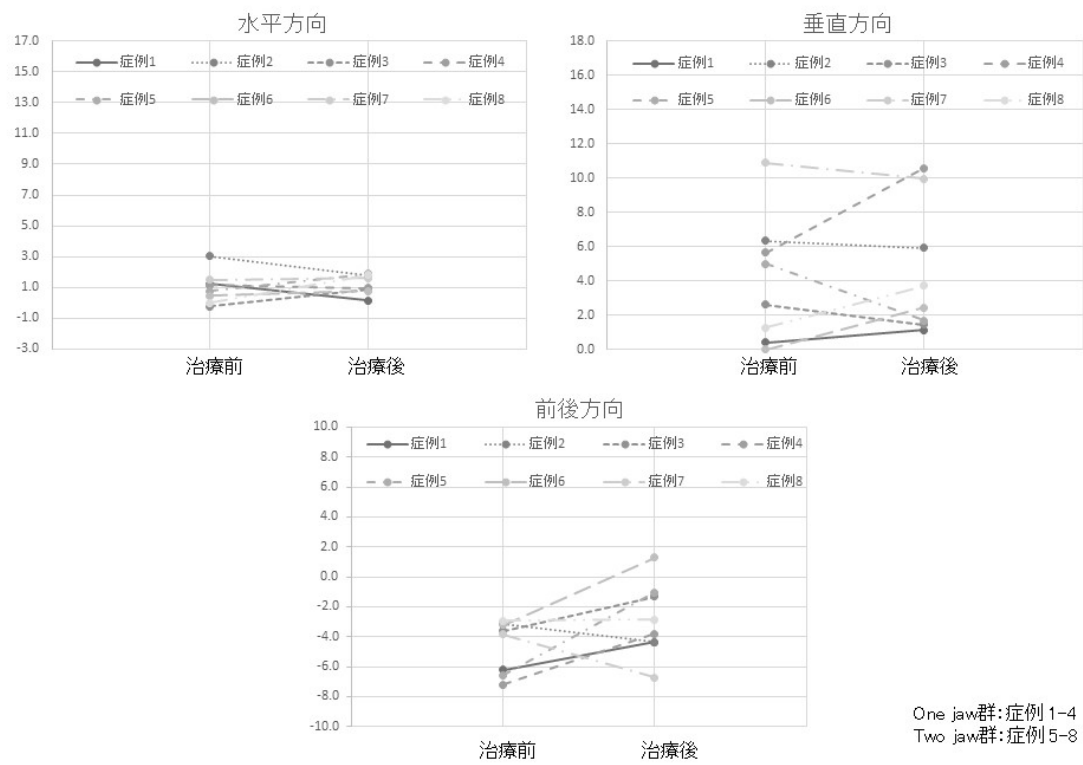 水平方向
17.0
症例1 症例2 症例3 症例4
15.0
症例5 症例6 症例7 症例8
13.0
11.0
9.0
7.0
5.0
3.0
1.0
-1.0
-3.0
治療前 治療後
垂直方向
18.0
症例1 症例2 症例3 症例4
16.0
症例5 症例6 症例7 症例8
14.0
12.0
10.0
8.0
6.0
4.0
2.0
0.0
治療前 治療後
前後方向
10.0
症例1 症例2 症例3 症例4
8.0
症例5 症例6 症例7 症例8
6.0
4.0
2.0
0.0
-2.0
-4.0
-6.0
-8.0
-10.0
治療前 治療後
One jaw群:症例1-4
Two jaw群:症例5-8